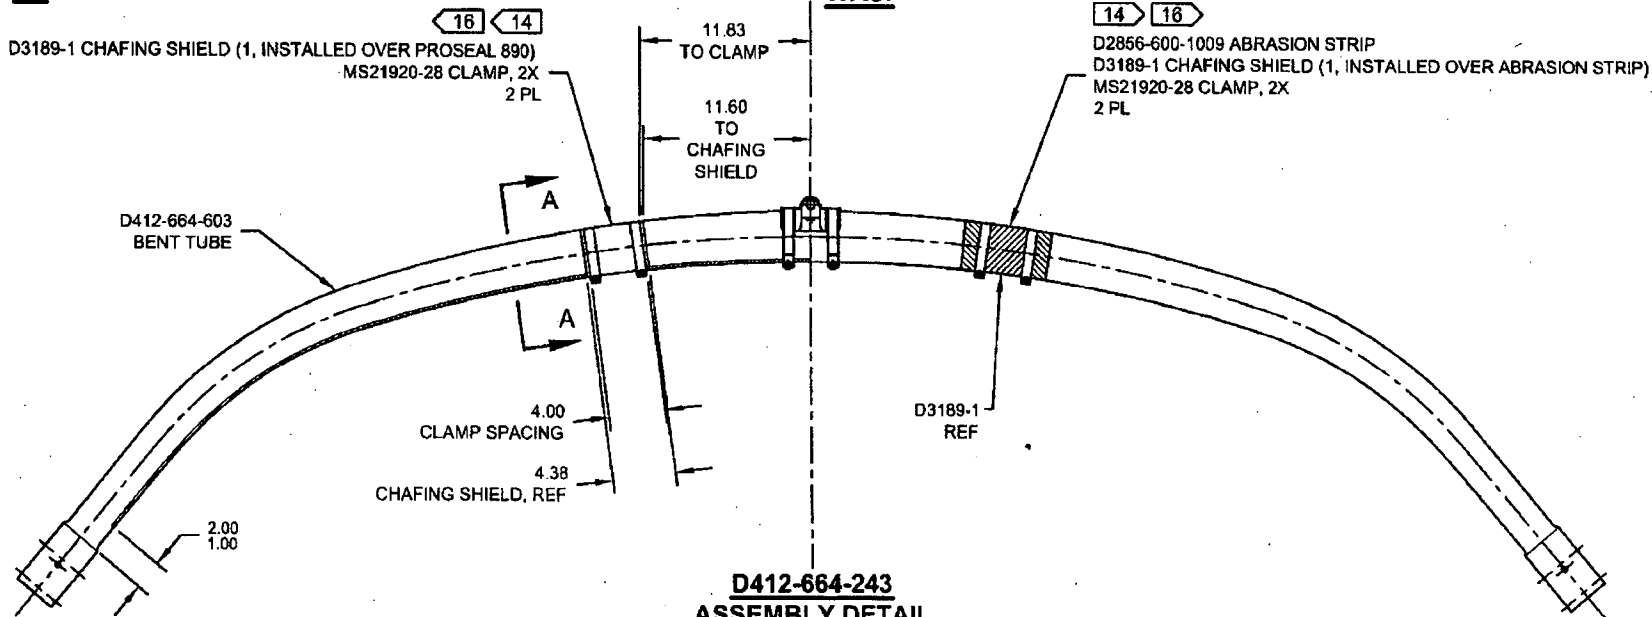 16 14
D3189-1 CHAFING SHIELD (1, INSTALLED OVER PROSEAL 890)
MS21920-28 CLAMP, 2X
2 PL
11.83
TO CLAMP
11.60
TO
CHAFING
SHIELD
14 16
D2856-600-1009 ABRASION STRIP
D3189-1 CHAFING SHIELD (1, INSTALLED OVER ABRASION STRIP)
MS21920-28 CLAMP, 2X
2 PL
A
D412-664-603
BENT TUBE
A
4.00
CLAMP SPACING
4.38
CHAFING SHIELD, REF
D3189-1
REF
2.00
1.00
D412-664-243
ASSEMBLY DETAIL